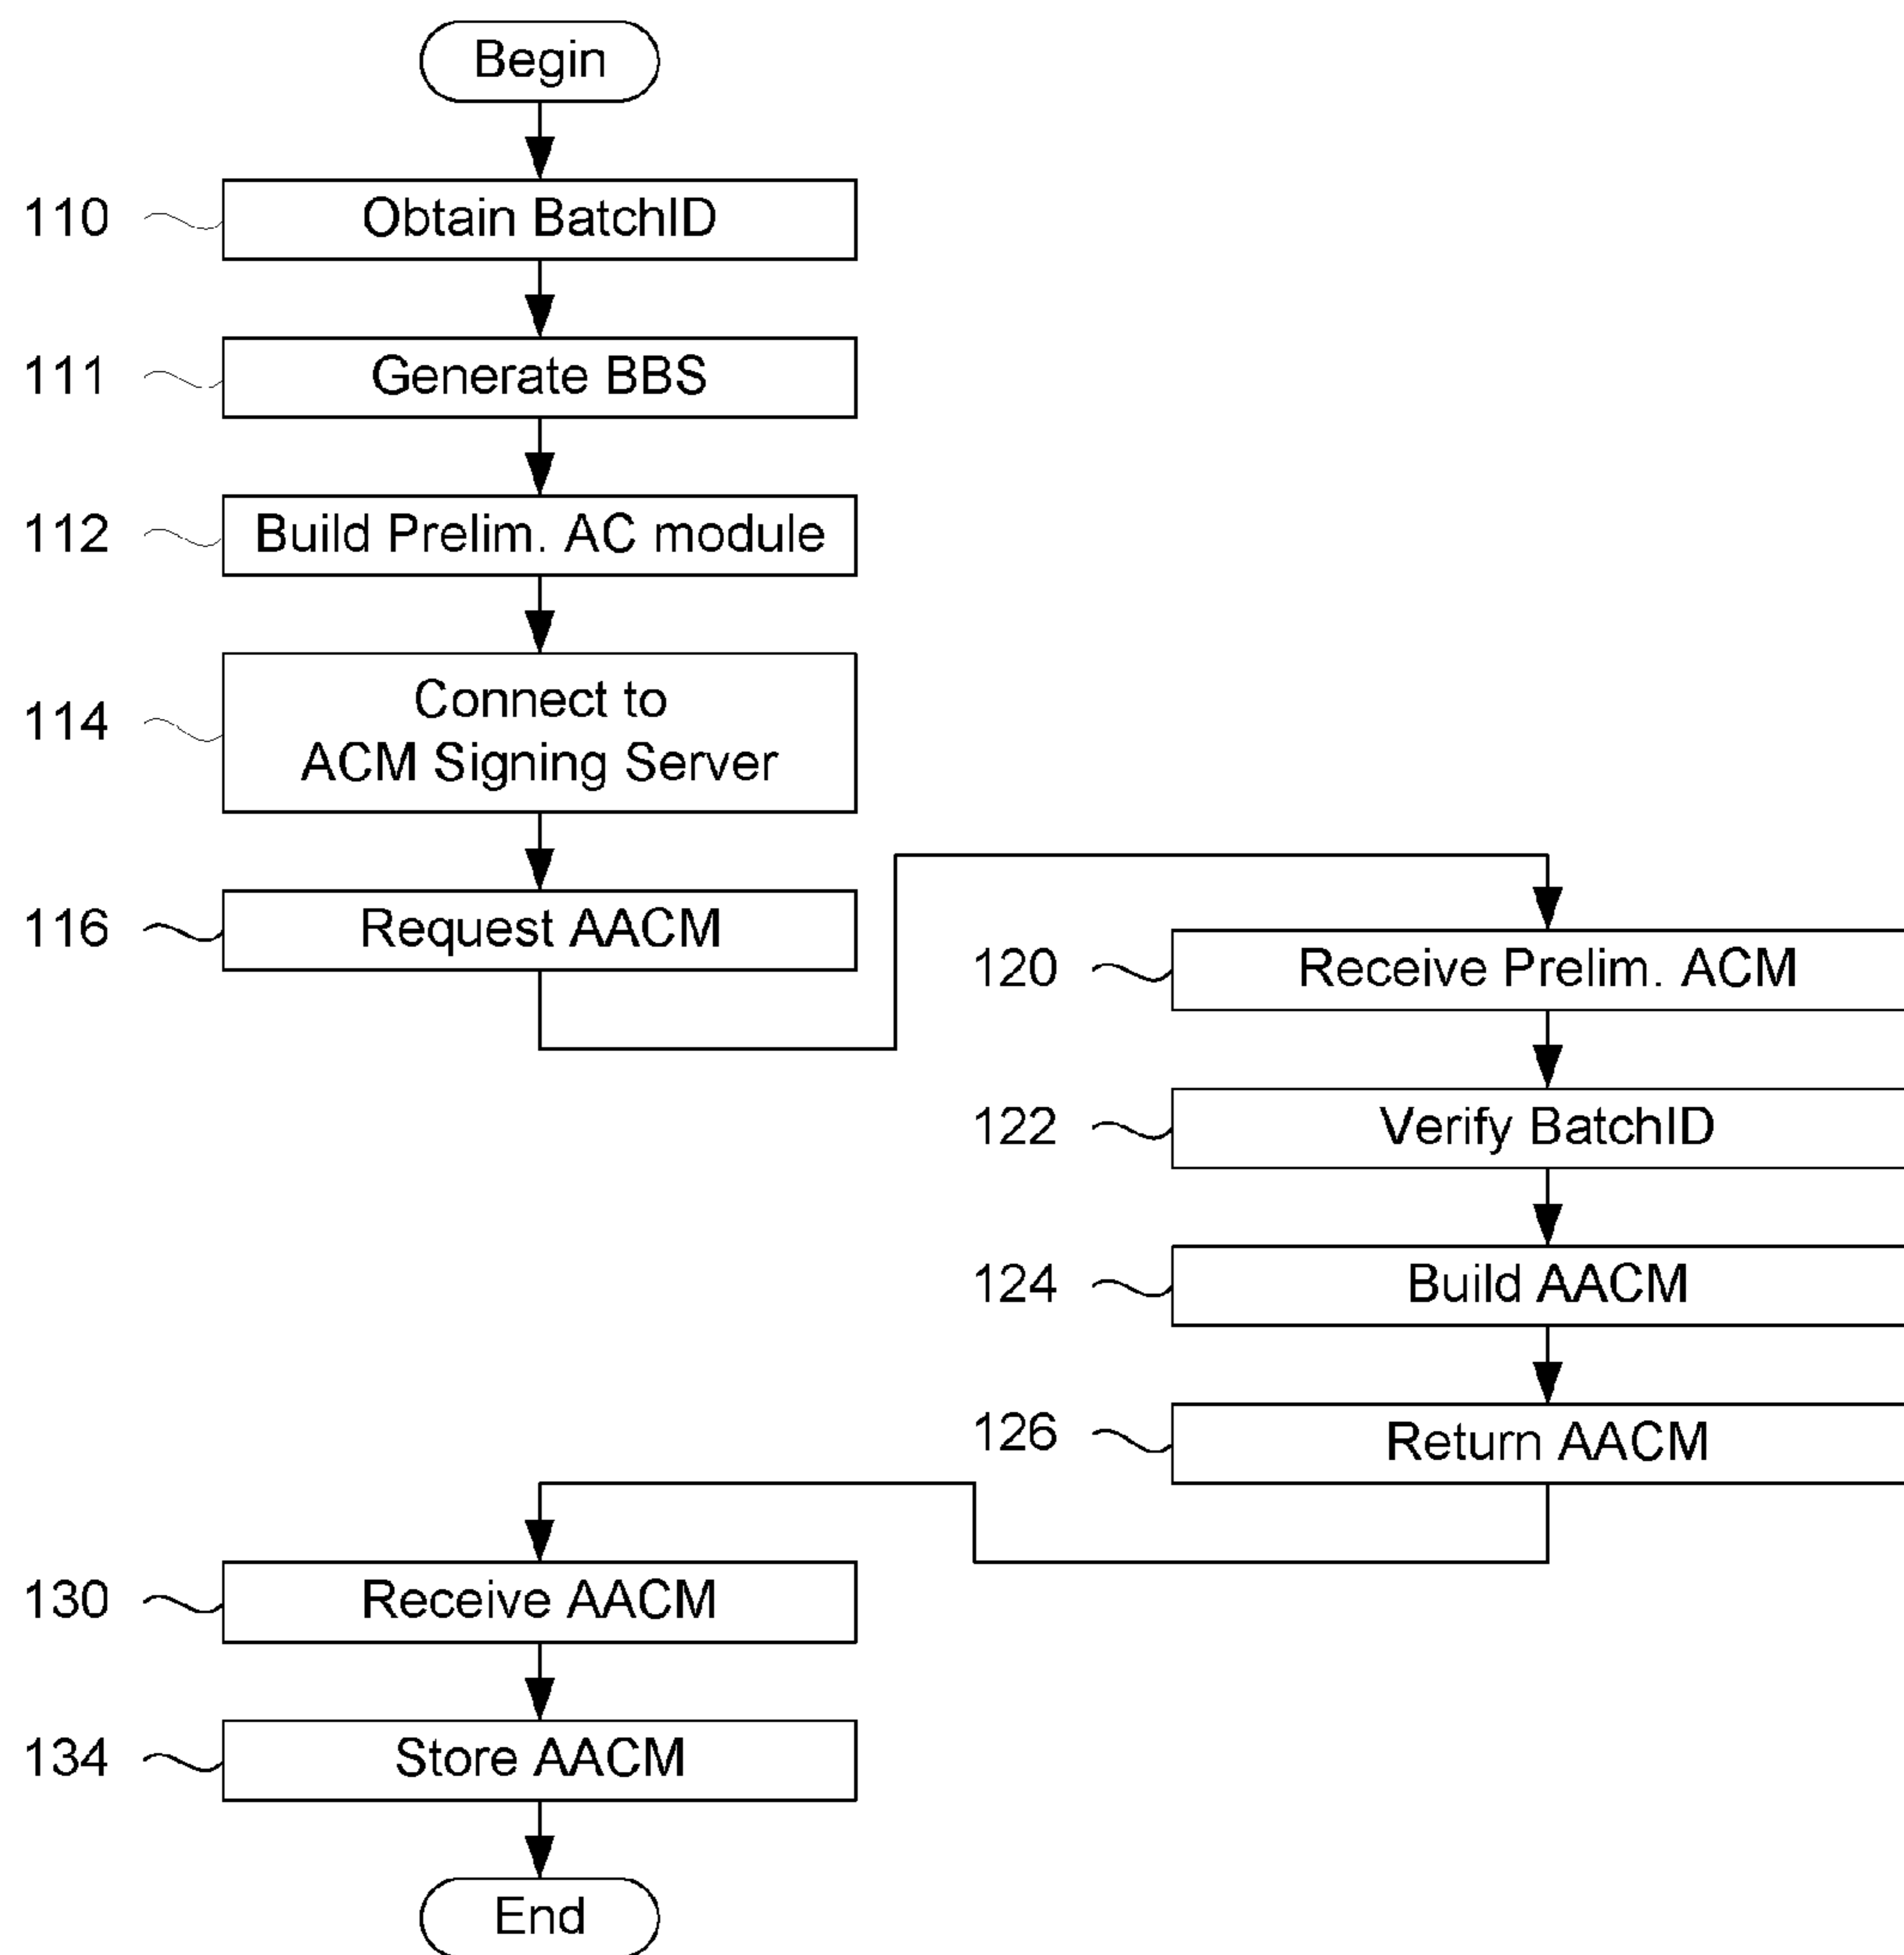 Begin
110 Obtain BatchID
111 Generate BBS
112 Build Prelim. AC module
114 Connect to
ACM Signing Server
116 Request AACM
120 Receive Prelim. ACM
122 Verify BatchID
124 Build AACM
126 Return AACM
130 Receive AACM
134 Store AACM
End